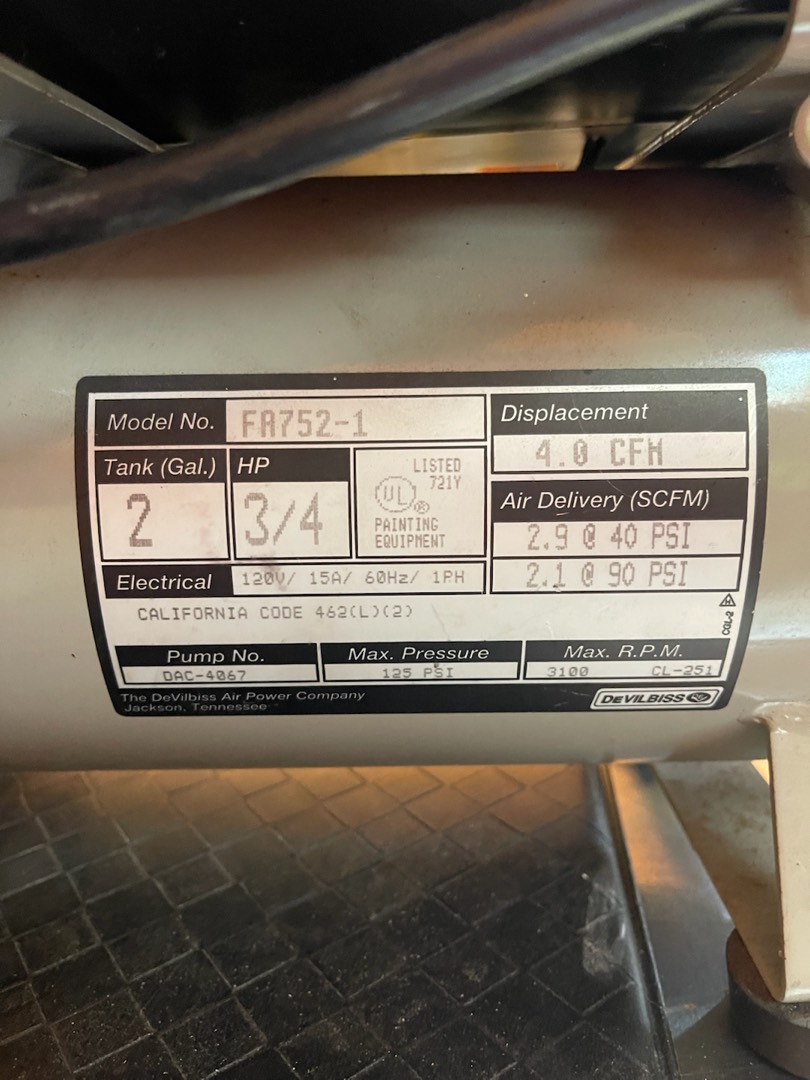 Model No. FA752-1
Displacement
4.0 CFM
Tank (Gal.)
2
HP
3/4
LISTED
721Y
UL®
PAINTING
EQUIPMENT
Air Delivery (SCFM)
2.9 @ 40 PSI
2.1 @ 90 PSI
Electrical 120V/ 15A/ 60Hz/ 1PH
CALIFORNIA CODE 462(L)(2)
CGL-2
Pump No.
DAC-4067
Max. Pressure
125 PSI
Max. R.P.M.
3100 CL-251
The DeVilbiss Air Power Company
Jackson, Tennessee
DEVILBISS